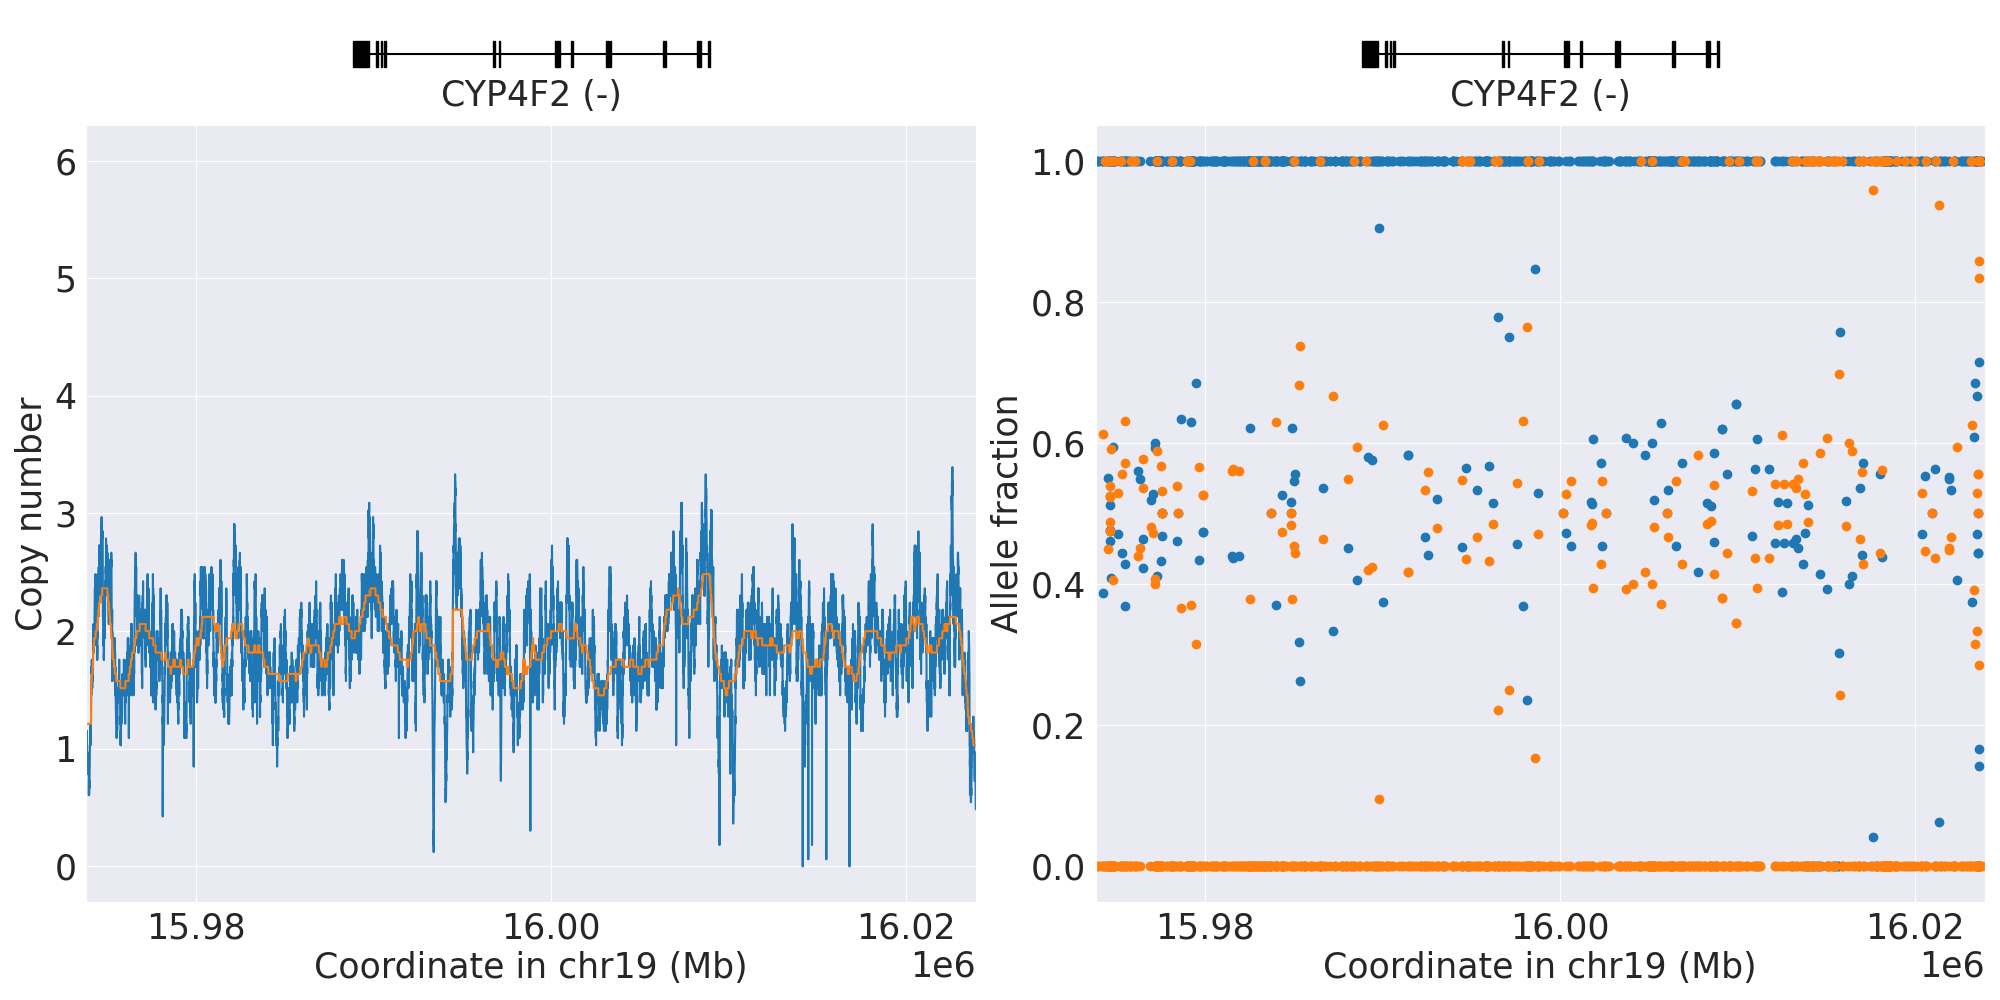 CYP4F2 (-)
6
5
4
3
2
1
0
Copy number
15.98
16.00
16.02
Coordinate in chr19 (Mb)
1e6
CYP4F2 (-)
1.0
0.8
0.6
0.4
0.2
0.0
Allele fraction
15.98
16.00
16.02
Coordinate in chr19 (Mb)
1e6